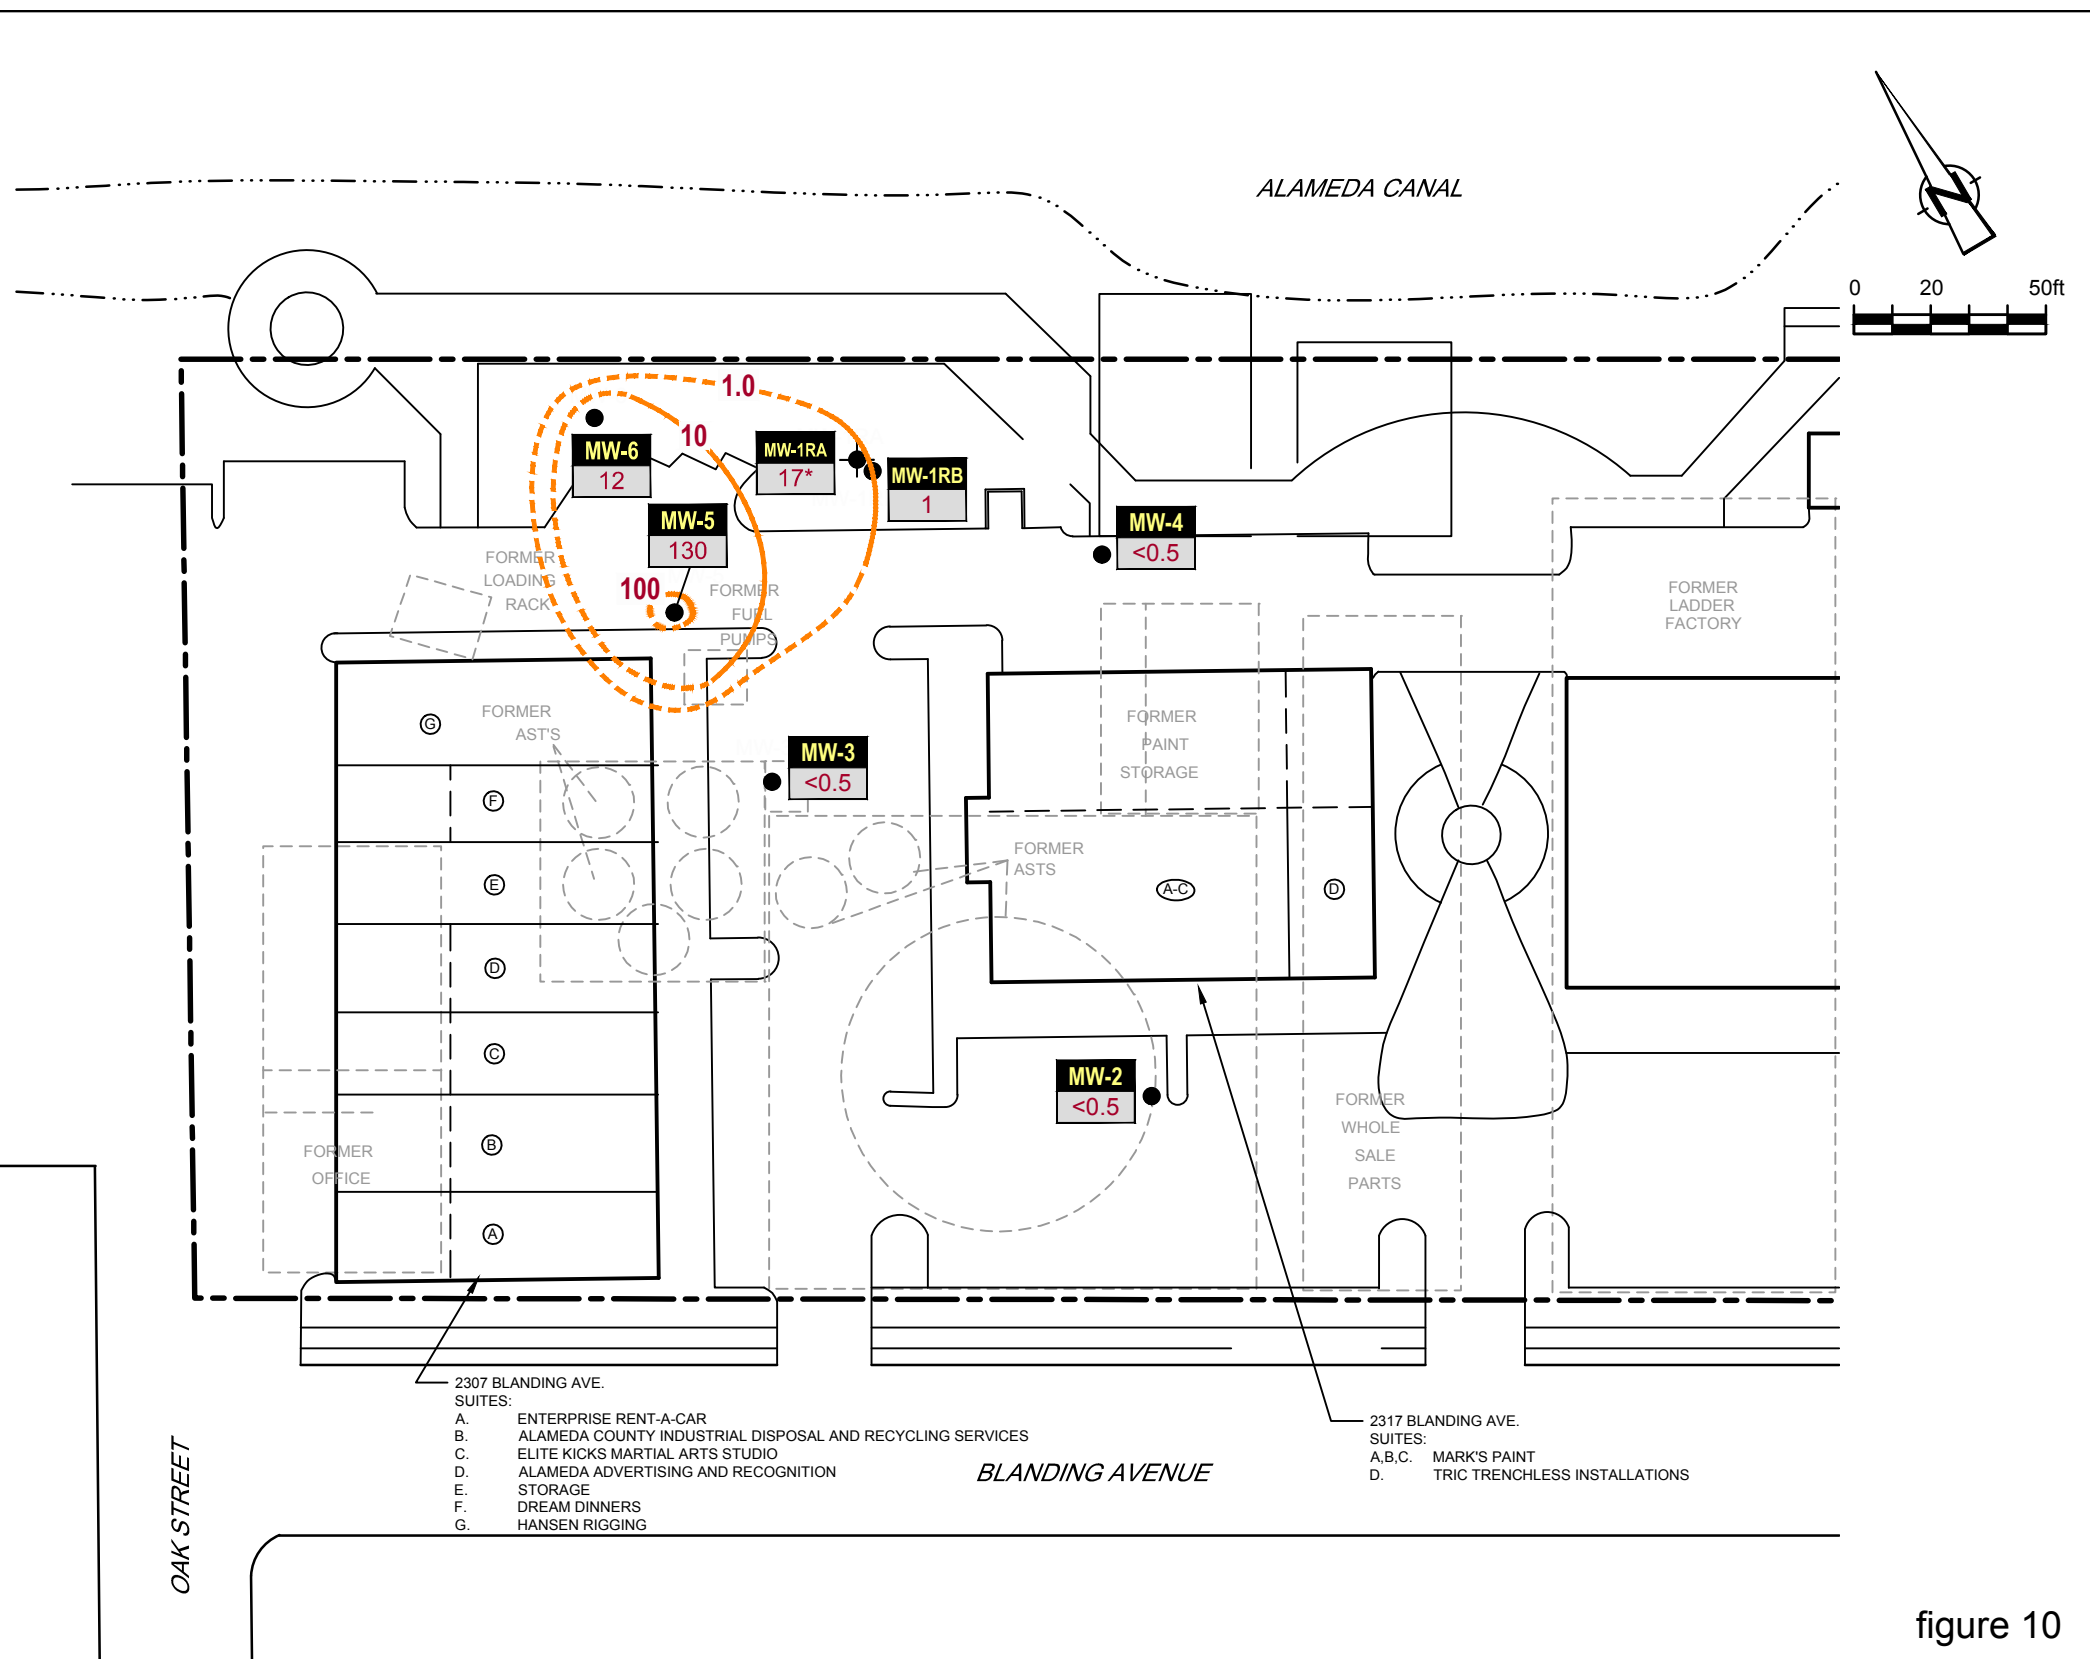 ALAMEDA CANAL
N
0 20 50ft
1.0
10
MW-6
12
MW-1RA
17*
MW-1RB
1
MW-5
130
100
MW-4
<0.5
FORMER
LOADING
RACK
FORMER
FUEL
PUMPS
FORMER
LADDER
FACTORY
G
FORMER
AST'S
MW-3
<0.5
FORMER
PAINT
STORAGE
F
E
FORMER
ASTS
A-C
D
D
C
MW-2
<0.5
B
FORMER
OFFICE
FORMER
WHOLE
SALE
PARTS
A
2307 BLANDING AVE.
SUITES:
A. ENTERPRISE RENT-A-CAR
B. ALAMEDA COUNTY INDUSTRIAL DISPOSAL AND RECYCLING SERVICES
C. ELITE KICKS MARTIAL ARTS STUDIO
D. ALAMEDA ADVERTISING AND RECOGNITION
E. STORAGE
F. DREAM DINNERS
G. HANSEN RIGGING
BLANDING AVENUE
2317 BLANDING AVE.
SUITES:
A,B,C. MARK'S PAINT
D. TRIC TRENCHLESS INSTALLATIONS
OAK STREET
figure 10